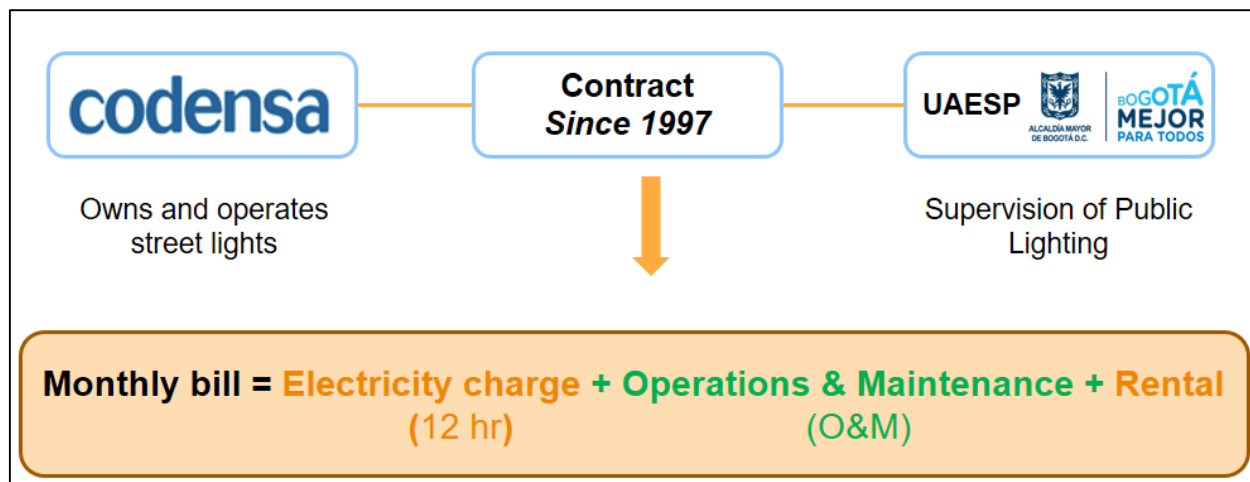 codensa
Contract
Since 1997
UAESP
ALCALDÍA MAYOR
DE BOGOTÁ D.C.
BOGOTÁ
MEJOR
PARA TODOS
Owns and operates
street lights
Supervision of Public
Lighting
Monthly bill = Electricity charge + Operations & Maintenance + Rental
(12 hr) (O&M)